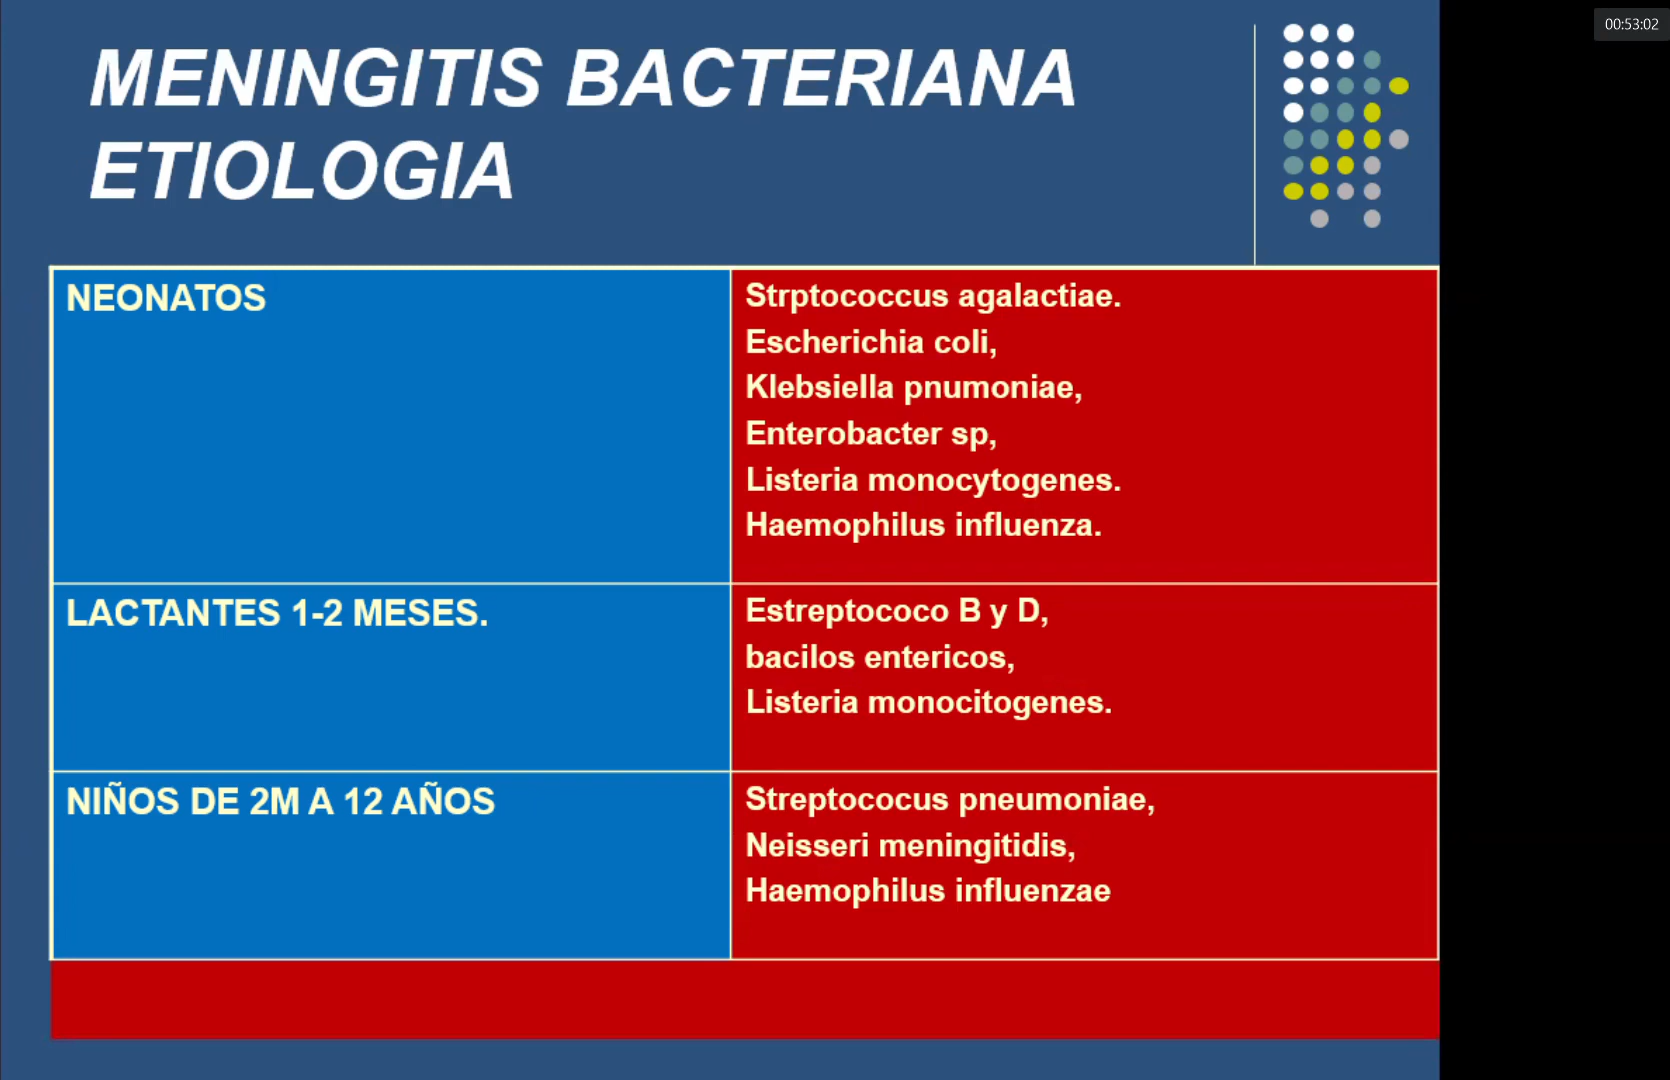 00:53:02
MENINGITIS BACTERIANA
ETIOLOGIA
NEONATOS
Strptococcus agalactiae.
Escherichia coli,
Klebsiella pnumoniae,
Enterobacter sp,
Listeria monocytogenes.
Haemophilus influenza.
LACTANTES 1-2 MESES.
Estreptococo B y D,
bacilos entericos,
Listeria monocitogenes.
NIÑOS DE 2M A 12 AÑOS
Streptococus pneumoniae,
Neisseri meningitidis,
Haemophilus influenzae